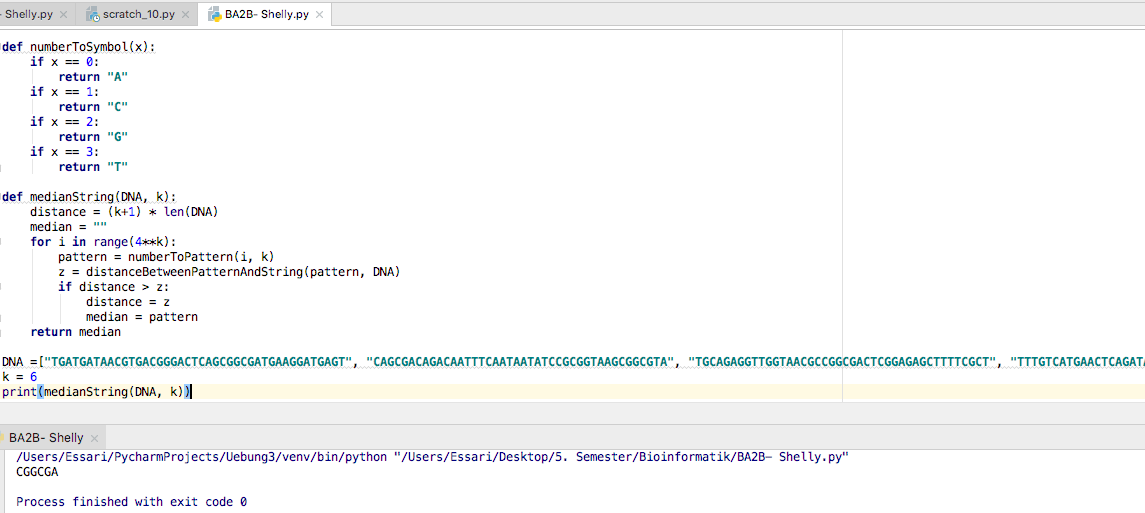 - Shelly.py scratch_10.py BA2B- Shelly.py
def numberToSymbol(x):
    if x == 0:
        return "A"
    if x == 1:
        return "C"
    if x == 2:
        return "G"
    if x == 3:
        return "T"
def medianString(DNA, k):
    distance = (k+1) * len(DNA)
    median = ""
    for i in range(4**k):
        pattern = numberToPattern(i, k)
        z = distanceBetweenPatternAndString(pattern, DNA)
        if distance > z:
            distance = z
            median = pattern
    return median
DNA =["TGATGATAACGTGACGGGACTCAGCGGCGATGAAGGATGAGT", "CAGCGACAGACAATTTCAATAATATCCGCGGTAAGCGGCGTA", "TGCAGAGGTTGGTAACGCCGGCGACTCGGAGAGCTTTTCGCT", "TTTGTCATGAACTCAGATA
k = 6
print(medianString(DNA, k))
BA2B- Shelly
/Users/Essari/PycharmProjects/Uebung3/venv/bin/python "/Users/Essari/Desktop/5. Semester/Bioinformatik/BA2B- Shelly.py"
CGGCGA
Process finished with exit code 0